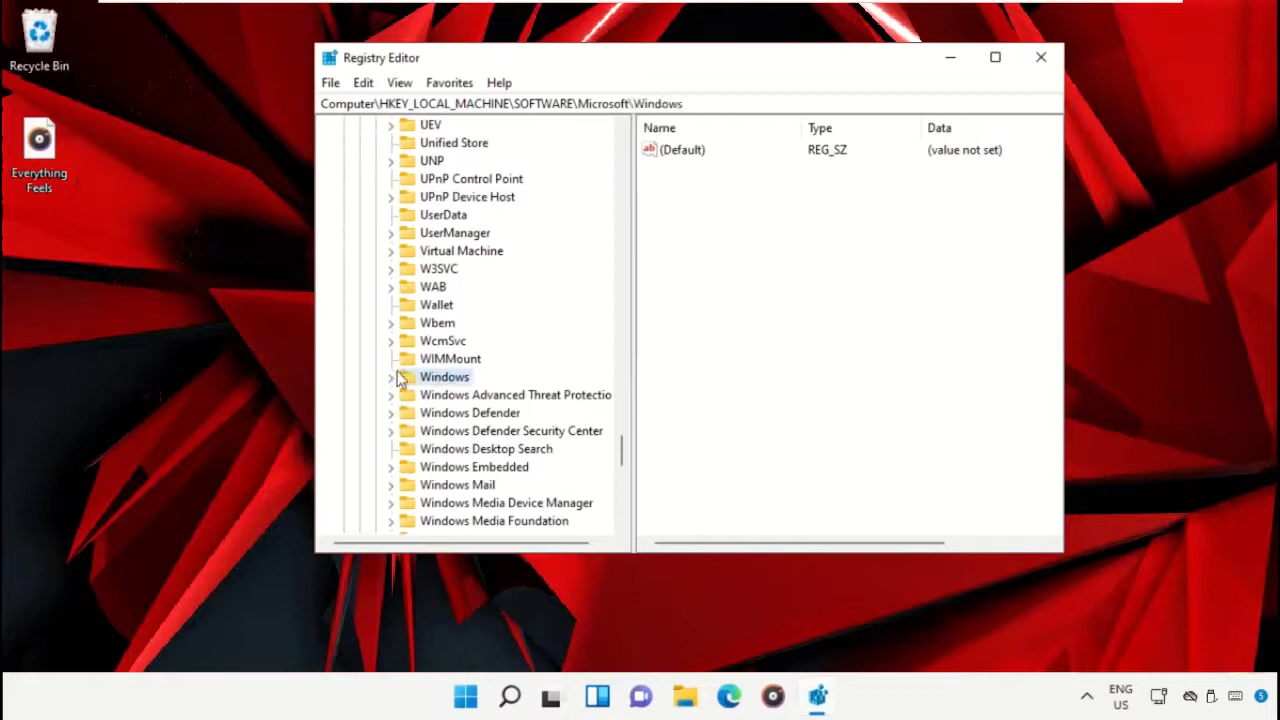 Recycle Bin
Everything
Feels
Registry Editor
File Edit View Favorites Help
Computer\HKEY_LOCAL_MACHINE\SOFTWARE\Microsoft\Windows
UEV
Unified Store
UNP
UPnP Control Point
UPnP Device Host
UserData
UserManager
Virtual Machine
W3SVC
WAB
Wallet
Wbem
WcmSvc
WIMMount
Windows
Windows Advanced Threat Protectio
Windows Defender
Windows Defender Security Center
Windows Desktop Search
Windows Embedded
Windows Mail
Windows Media Device Manager
Windows Media Foundation
Name Type Data
ab (Default) REG_SZ (value not set)
ENG
US
5